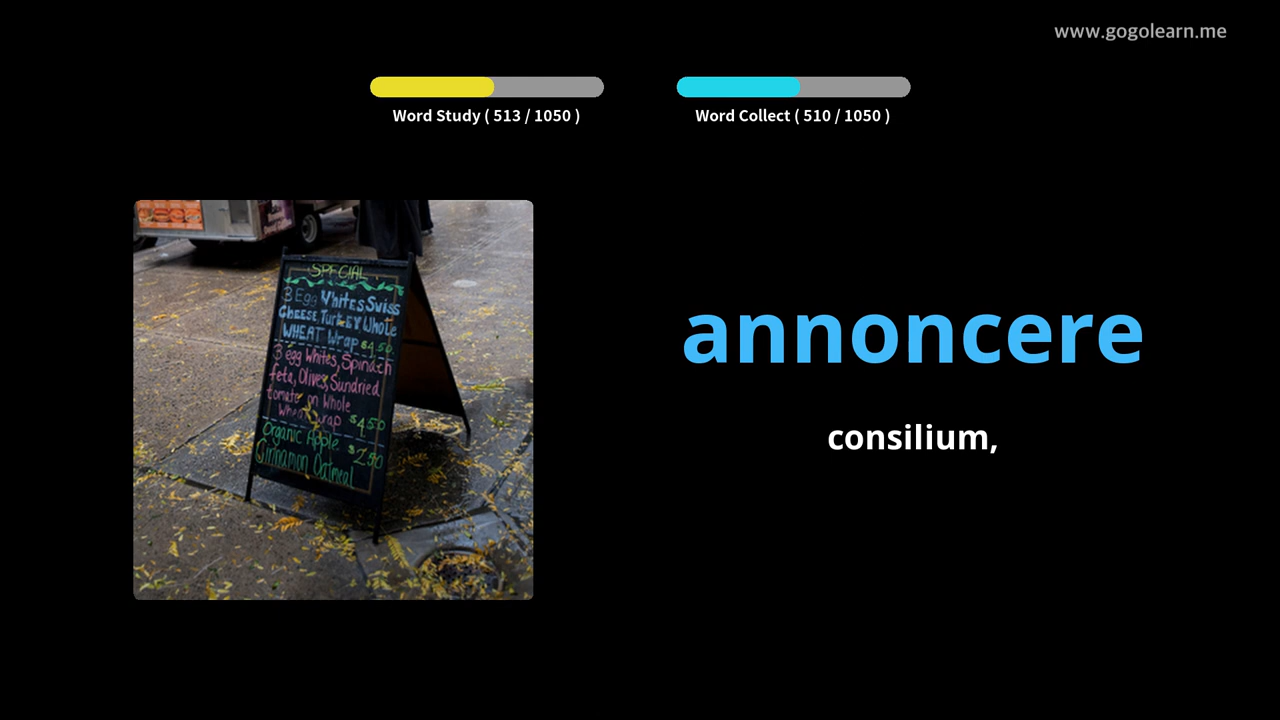 www.gogolearn.me
Word Study ( 513 / 1050 )
Word Collect ( 510 / 1050 )
SPECIAL
3 Egg Whites, Swiss
Cheese, Turkey Whole
WHEAT Wrap $4.50
3 egg Whites, Spinach
feta, Olives, Sundried
tomato on Whole
Wheat Wrap $4.50
Organic Apple
Cinnamon Oatmeal
annoncere
consilium,